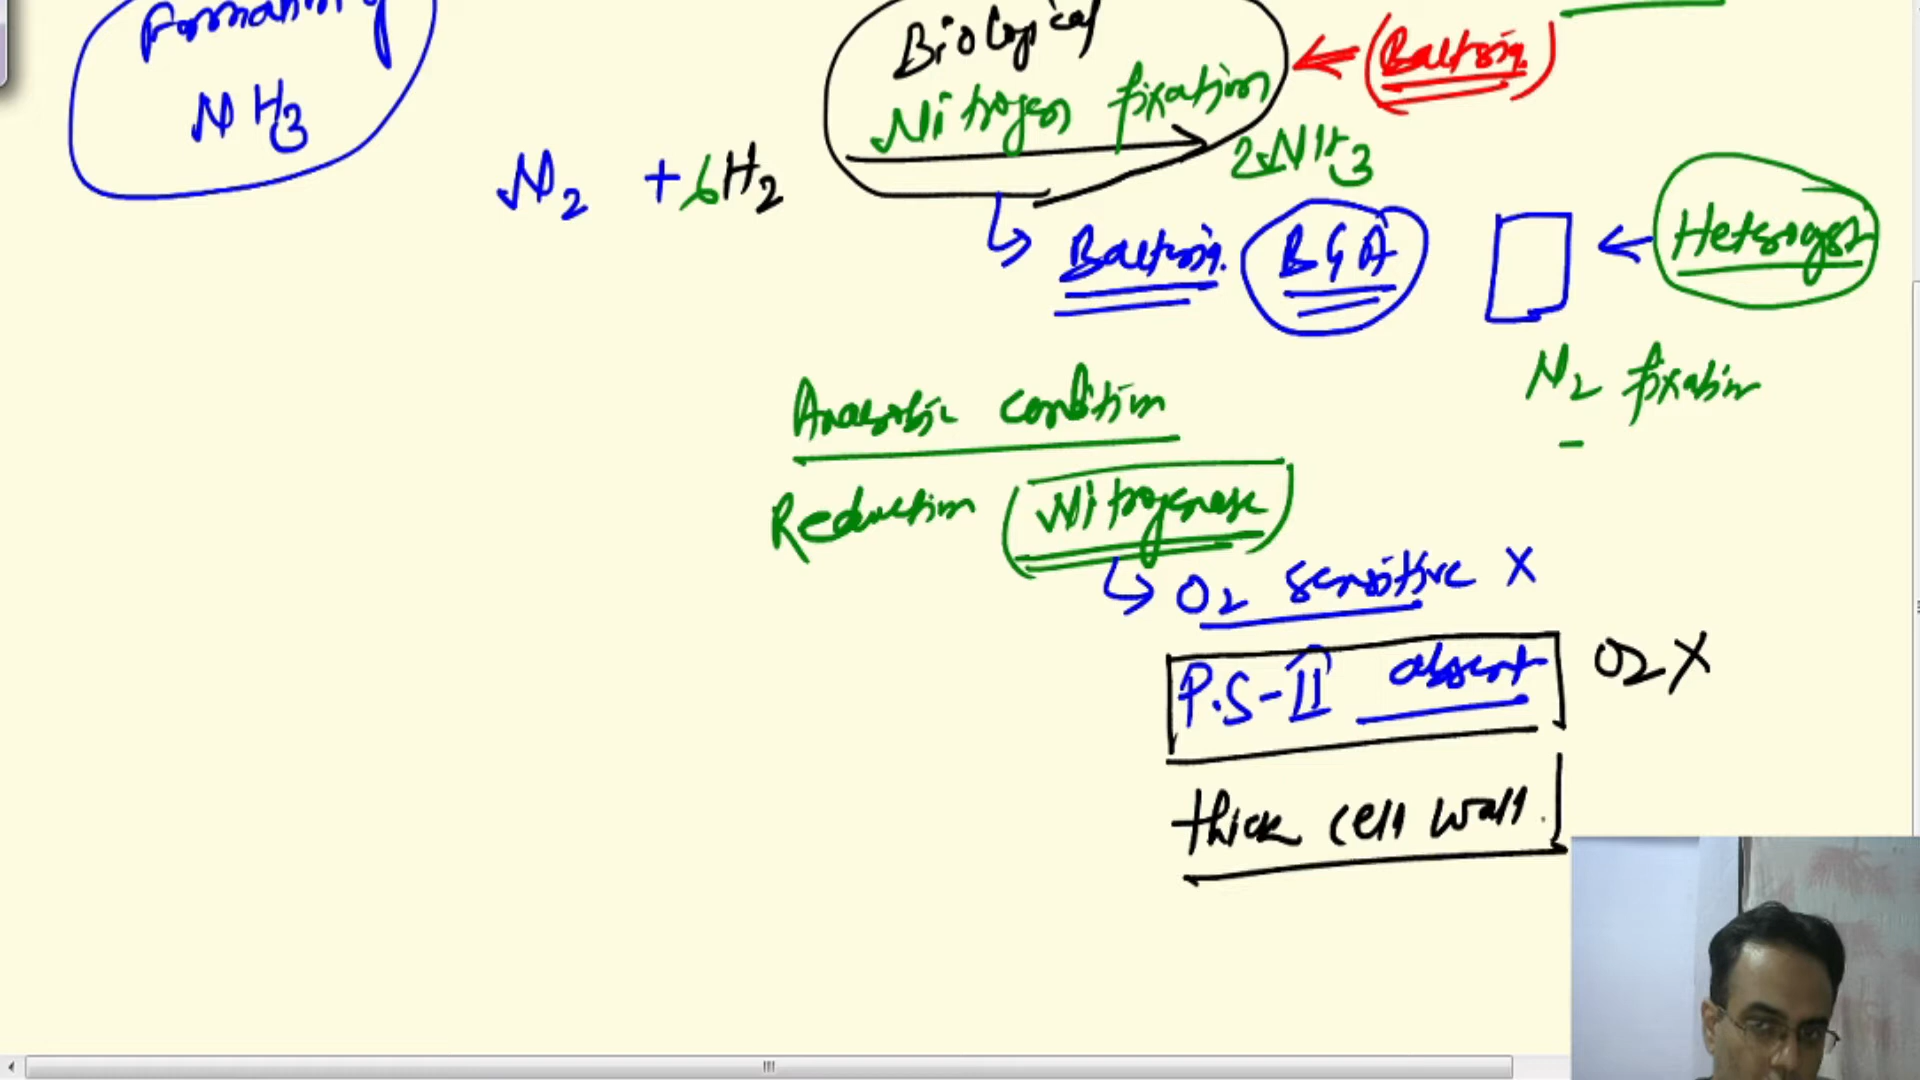 Formation of
NH3
Biological
Nitrogen fixation
(Bacteria)
N2 + 6H2
2NH3
Bacteria. BGA
Heterocyst
N2 fixation
Anaerobic condition
Reduction (Nitrogenase)
O2 sensitive X
P.S-II absent
O2 X
thick cell wall.